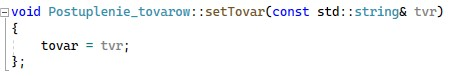 void Postuplenie_tovarow::setTovar(const std::string& tvr)
{
    tovar = tvr;
};